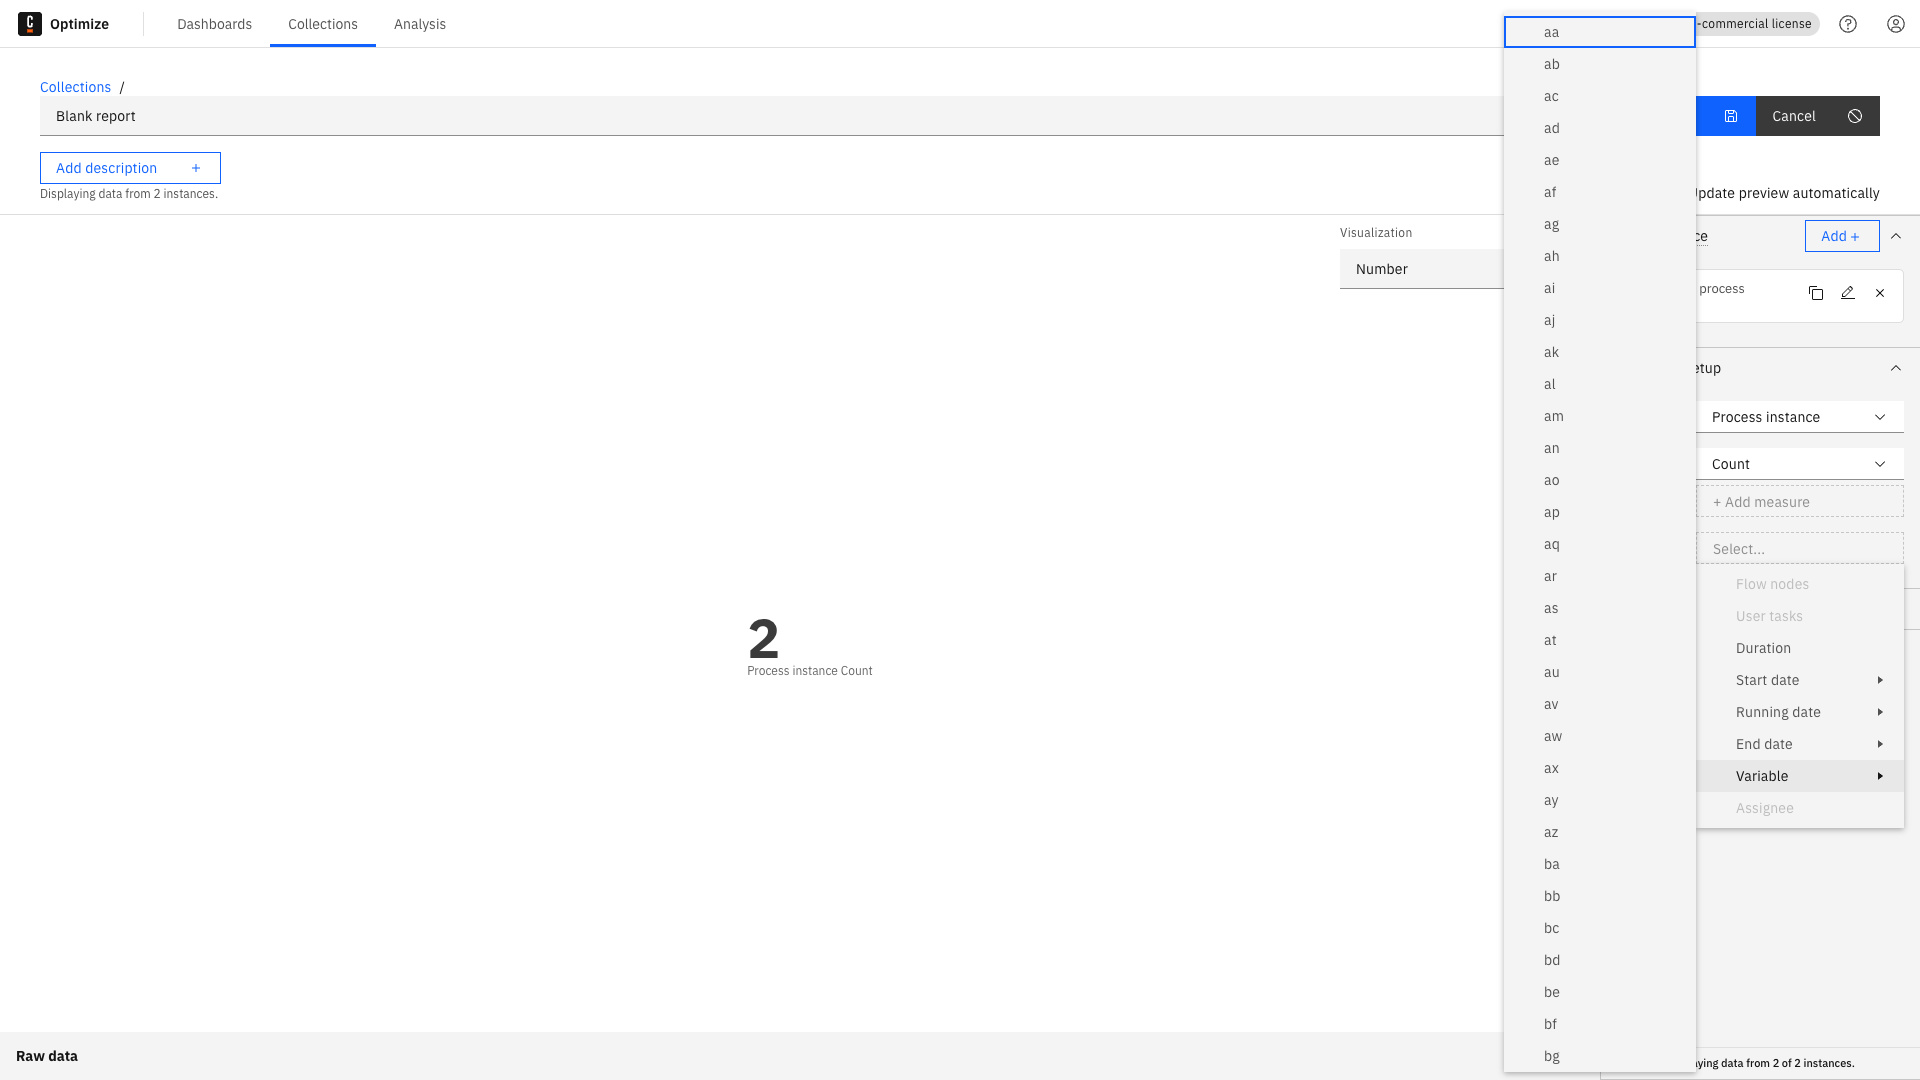 Optimize
Dashboards
Collections
Analysis
-commercial license
Collections /
Blank report
Cancel
Add description +
Displaying data from 2 instances.
Update preview automatically
Visualization
Number
Add +
process
Process instance
Count
+ Add measure
Select...
Flow nodes
User tasks
Duration
Start date
Running date
End date
Variable
Assignee
aa
ab
ac
ad
ae
af
ag
ah
ai
aj
ak
al
am
an
ao
ap
aq
ar
as
at
au
av
aw
ax
ay
az
ba
bb
bc
bd
be
bf
bg
2
Process instance Count
Raw data
data from 2 of 2 instances.